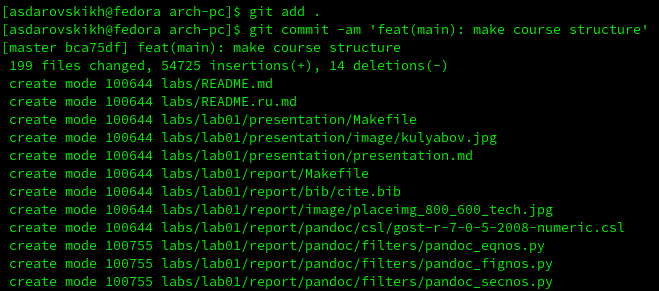 [asdarovskikh@fedora arch-pc]$ git add .
[asdarovskikh@fedora arch-pc]$ git commit -am 'feat(main): make course structure'
[master bca75df] feat(main): make course structure
 199 files changed, 54725 insertions(+), 14 deletions(-)
 create mode 100644 labs/README.md
 create mode 100644 labs/README.ru.md
 create mode 100644 labs/lab01/presentation/Makefile
 create mode 100644 labs/lab01/presentation/image/kulyabov.jpg
 create mode 100644 labs/lab01/presentation/presentation.md
 create mode 100644 labs/lab01/report/Makefile
 create mode 100644 labs/lab01/report/bib/cite.bib
 create mode 100644 labs/lab01/report/image/placeimg_800_600_tech.jpg
 create mode 100644 labs/lab01/report/pandoc/csl/gost-r-7-0-5-2008-numeric.csl
 create mode 100755 labs/lab01/report/pandoc/filters/pandoc_eqnos.py
 create mode 100755 labs/lab01/report/pandoc/filters/pandoc_fignos.py
 create mode 100755 labs/lab01/report/pandoc/filters/pandoc_secnos.py